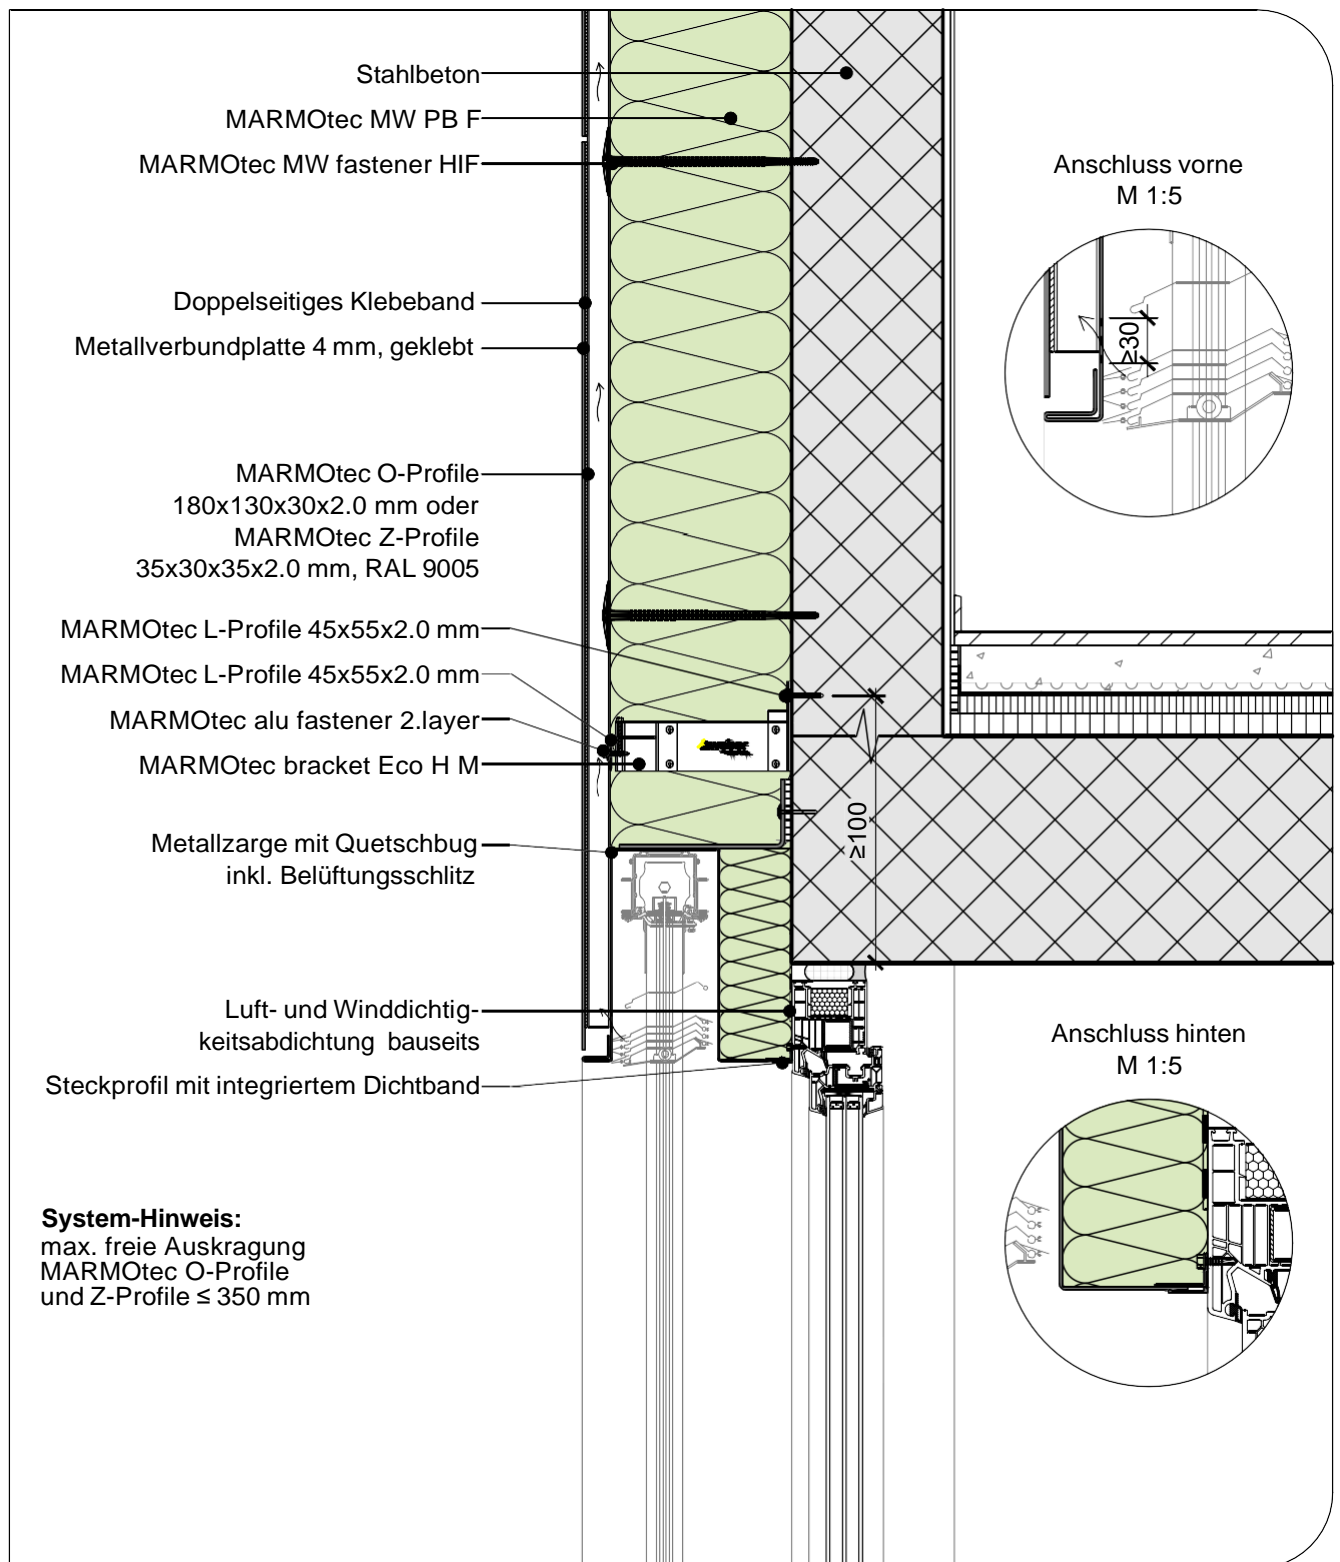 Stahlbeton
MARMOtec MW PB F
MARMOtec MW fastener HIF
Doppelseitiges Klebeband
Metallverbundplatte 4 mm, geklebt
MARMOtec O-Profile
180x130x30x2.0 mm oder
MARMOtec Z-Profile
35x30x35x2.0 mm, RAL 9005
MARMOtec L-Profile 45x55x2.0 mm
MARMOtec L-Profile 45x55x2.0 mm
MARMOtec alu fastener 2.layer
MARMOtec bracket Eco H M
Metallzarge mit Quetschbug
inkl. Belüftungsschlitz
Luft- und Winddichtig-
keitsabdichtung bauseits
Steckprofil mit integriertem Dichtband
System-Hinweis:
max. freie Auskragung
MARMOtec O-Profile
und Z-Profile ≤ 350 mm
≥100
Anschluss vorne
M 1:5
≥30
Anschluss hinten
M 1:5